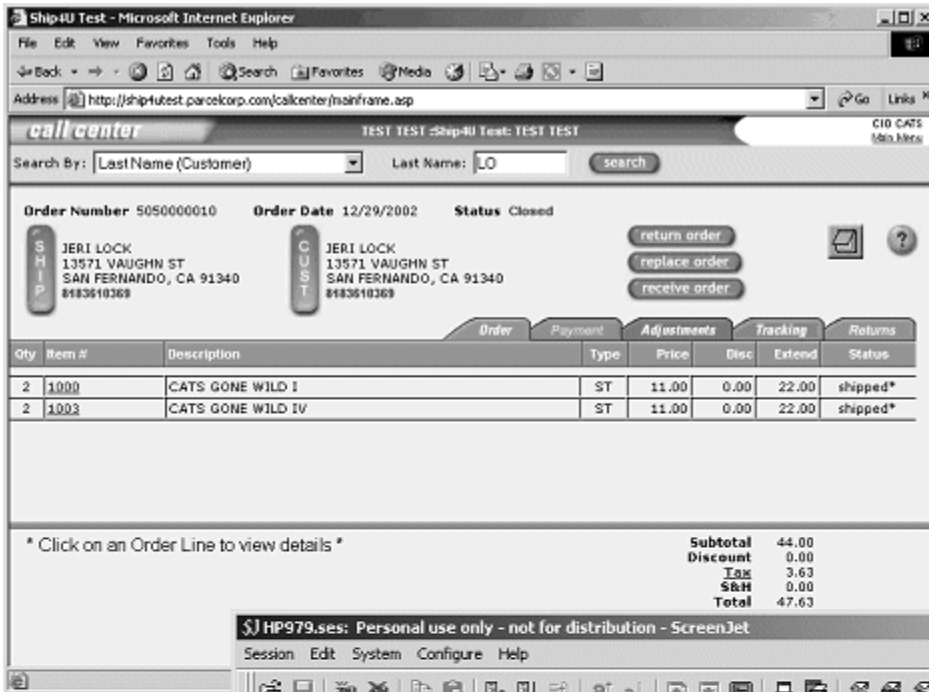 Ship4U Test - Microsoft Internet Explorer
File Edit View Favorites Tools Help
Back Search Favorites Media
Address http://ship4utest.parcelcorp.com/callcenter/mainframe.asp Go Links
call center TEST TEST :Ship4U Test: TEST TEST CIO CATS
Main Menu
Search By: Last Name (Customer) Last Name: LO search
Order Number 5050000010 Order Date 12/29/2002 Status Closed
SHIP
JERI LOCK
13571 VAUGHN ST
SAN FERNANDO, CA 91340
8183610369
CUST
JERI LOCK
13571 VAUGHN ST
SAN FERNANDO, CA 91340
8183610369
return order
replace order
receive order
?
Order Payment Adjustments Tracking Returns
Qty Item # Description Type Price Disc Extend Status
2 1000 CATS GONE WILD I ST 11.00 0.00 22.00 shipped*
2 1003 CATS GONE WILD IV ST 11.00 0.00 22.00 shipped*
* Click on an Order Line to view details *
Subtotal 44.00
Discount 0.00
Tax 3.63
S&H 0.00
Total 47.63
SJ HP979.ses: Personal use only - not for distribution - ScreenJet
Session Edit System Configure Help